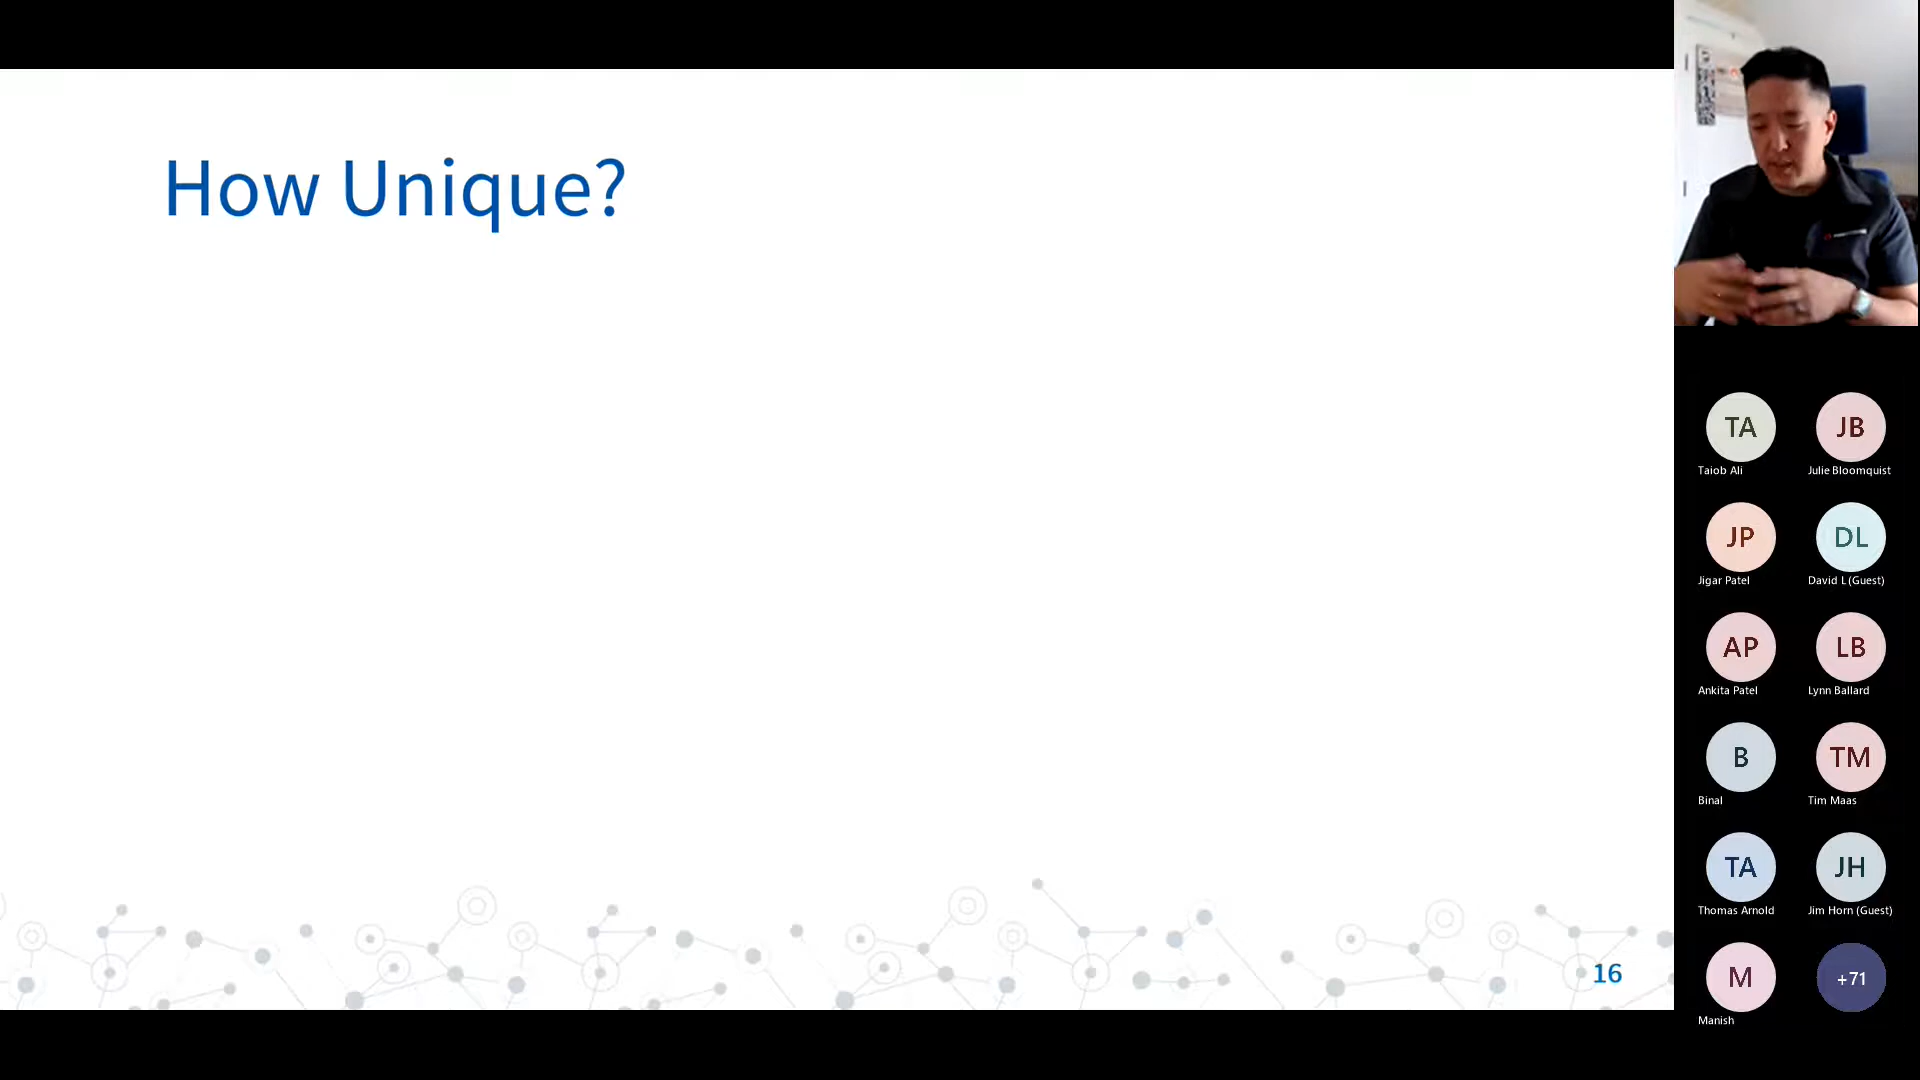 How Unique?
16
TA
JB
Taiob Ali
Julie Bloomquist
JP
DL
Jigar Patel
David L (Guest)
AP
LB
Ankita Patel
Lynn Ballard
B
TM
Binal
Tim Maas
TA
JH
Thomas Arnold
Jim Horn (Guest)
M
+71
Manish